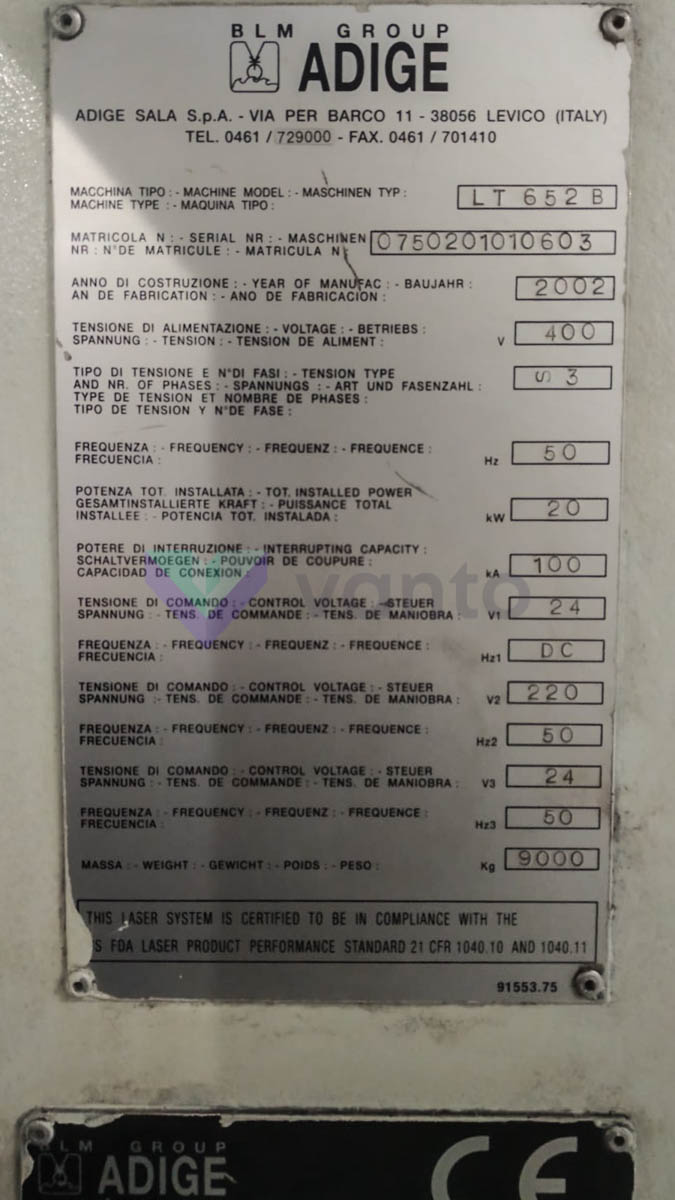 BLM GROUP
ADIGE
ADIGE SALA S.p.A. - VIA PER BARCO 11 - 38056 LEVICO (ITALY)
TEL. 0461 / 729000 - FAX. 0461 / 701410
MACCHINA TIPO : - MACHINE MODEL : - MASCHINEN TYP : LT 652 B
MACHINE TYPE : - MAQUINA TIPO :
MATRICOLA N : - SERIAL NR : - MASCHINEN 0750201010603
NR : N°DE MATRICULE : - MATRICULA N :
ANNO DI COSTRUZIONE : - YEAR OF MANUFAC : - BAUJAHR : 2002
AN DE FABRICATION : - ANO DE FABRICACION :
TENSIONE DI ALIMENTAZIONE : - VOLTAGE : - BETRIEBS :
SPANNUNG : - TENSION : - TENSION DE ALIMENT : V 400
TIPO DI TENSIONE E N°DI FASI : - TENSION TYPE S 3
AND NR. OF PHASES : - SPANNUNGS : - ART UND FASENZAHL :
TYPE DE TENSION ET NOMBRE DE PHASES :
TIPO DE TENSION Y N°DE FASE :
FREQUENZA : - FREQUENCY : - FREQUENZ : - FREQUENCE :
FRECUENCIA : Hz 50
POTENZA TOT. INSTALLATA : - TOT. INSTALLED POWER
GESAMTINSTALLIERTE KRAFT : - PUISSANCE TOTAL
INSTALLEE : - POTENCIA TOT. INSTALADA : kW 20
POTERE DI INTERRUZIONE : - INTERRUPTING CAPACITY :
SCHALTVERMOEGEN : - POUVOIR DE COUPURE :
CAPACIDAD DE CONEXION : kA 100
vanto
TENSIONE DI COMANDO : - CONTROL VOLTAGE : - STEUER
SPANNUNG : - TENS. DE COMMANDE : - TENS. DE MANIOBRA : V1 24
FREQUENZA : - FREQUENCY : - FREQUENZ : - FREQUENCE :
FRECUENCIA : Hz1 DC
TENSIONE DI COMANDO : - CONTROL VOLTAGE : - STEUER
SPANNUNG : - TENS. DE COMMANDE : - TENS. DE MANIOBRA : V2 220
FREQUENZA : - FREQUENCY : - FREQUENZ : - FREQUENCE :
FRECUENCIA : Hz2 50
TENSIONE DI COMANDO : - CONTROL VOLTAGE : - STEUER
SPANNUNG : - TENS. DE COMMANDE : - TENS. DE MANIOBRA : V3 24
FREQUENZA : - FREQUENCY : - FREQUENZ : - FREQUENCE :
FRECUENCIA : Hz3 50
MASSA : - WEIGHT : - GEWICHT : - POIDS : - PESO : Kg 9000
THIS LASER SYSTEM IS CERTIFIED TO BE IN COMPLIANCE WITH THE
FDA LASER PRODUCT PERFORMANCE STANDARD 21 CFR 1040.10 AND 1040.11
91553.75
BLM GROUP
ADIGE
CE